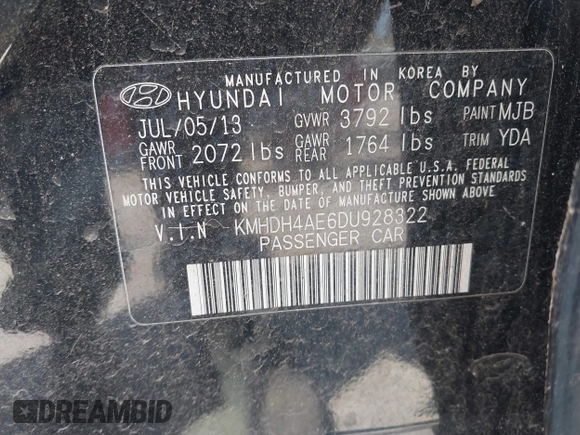 MANUFACTURED IN KOREA BY
HYUNDAI MOTOR COMPANY
JUL/05/13 GVWR 3792 lbs PAINT MJB
GAWR FRONT 2072 lbs GAWR REAR 1764 lbs TRIM YDA
THIS VEHICLE CONFORMS TO ALL APPLICABLE U.S.A. FEDERAL
MOTOR VEHICLE SAFETY, BUMPER, AND THEFT PREVENTION STANDARDS
IN EFFECT ON THE DATE OF MANUFACTURE SHOWN ABOVE
V.I.N KMHDH4AE6DU928322
PASSENGER CAR
DREAMBID